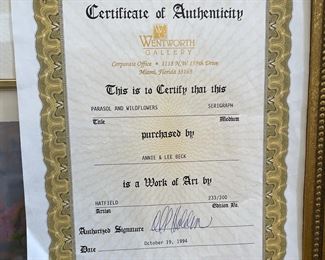 Certificate of Authenticity
WENTWORTH
GALLERY
Corporate Office • 1118 N.W. 159th Drive
Miami, Florida 33169
This is to Certify that this
PARASOL AND WILDFLOWERS SERIGRAPH
Title Medium
purchased by
ANNIE & LEE BECK
is a Work of Art by
HATFIELD 233/300
Artist Edition No.
Authorized Signature
Date October 19, 1994